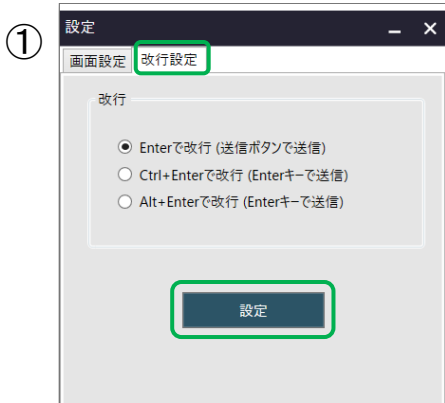 ①
設定
画面設定 改行設定
改行
Enterで改行 (送信ボタンで送信)
Ctrl+Enterで改行 (Enterキーで送信)
Alt+Enterで改行 (Enterキーで送信)
設定